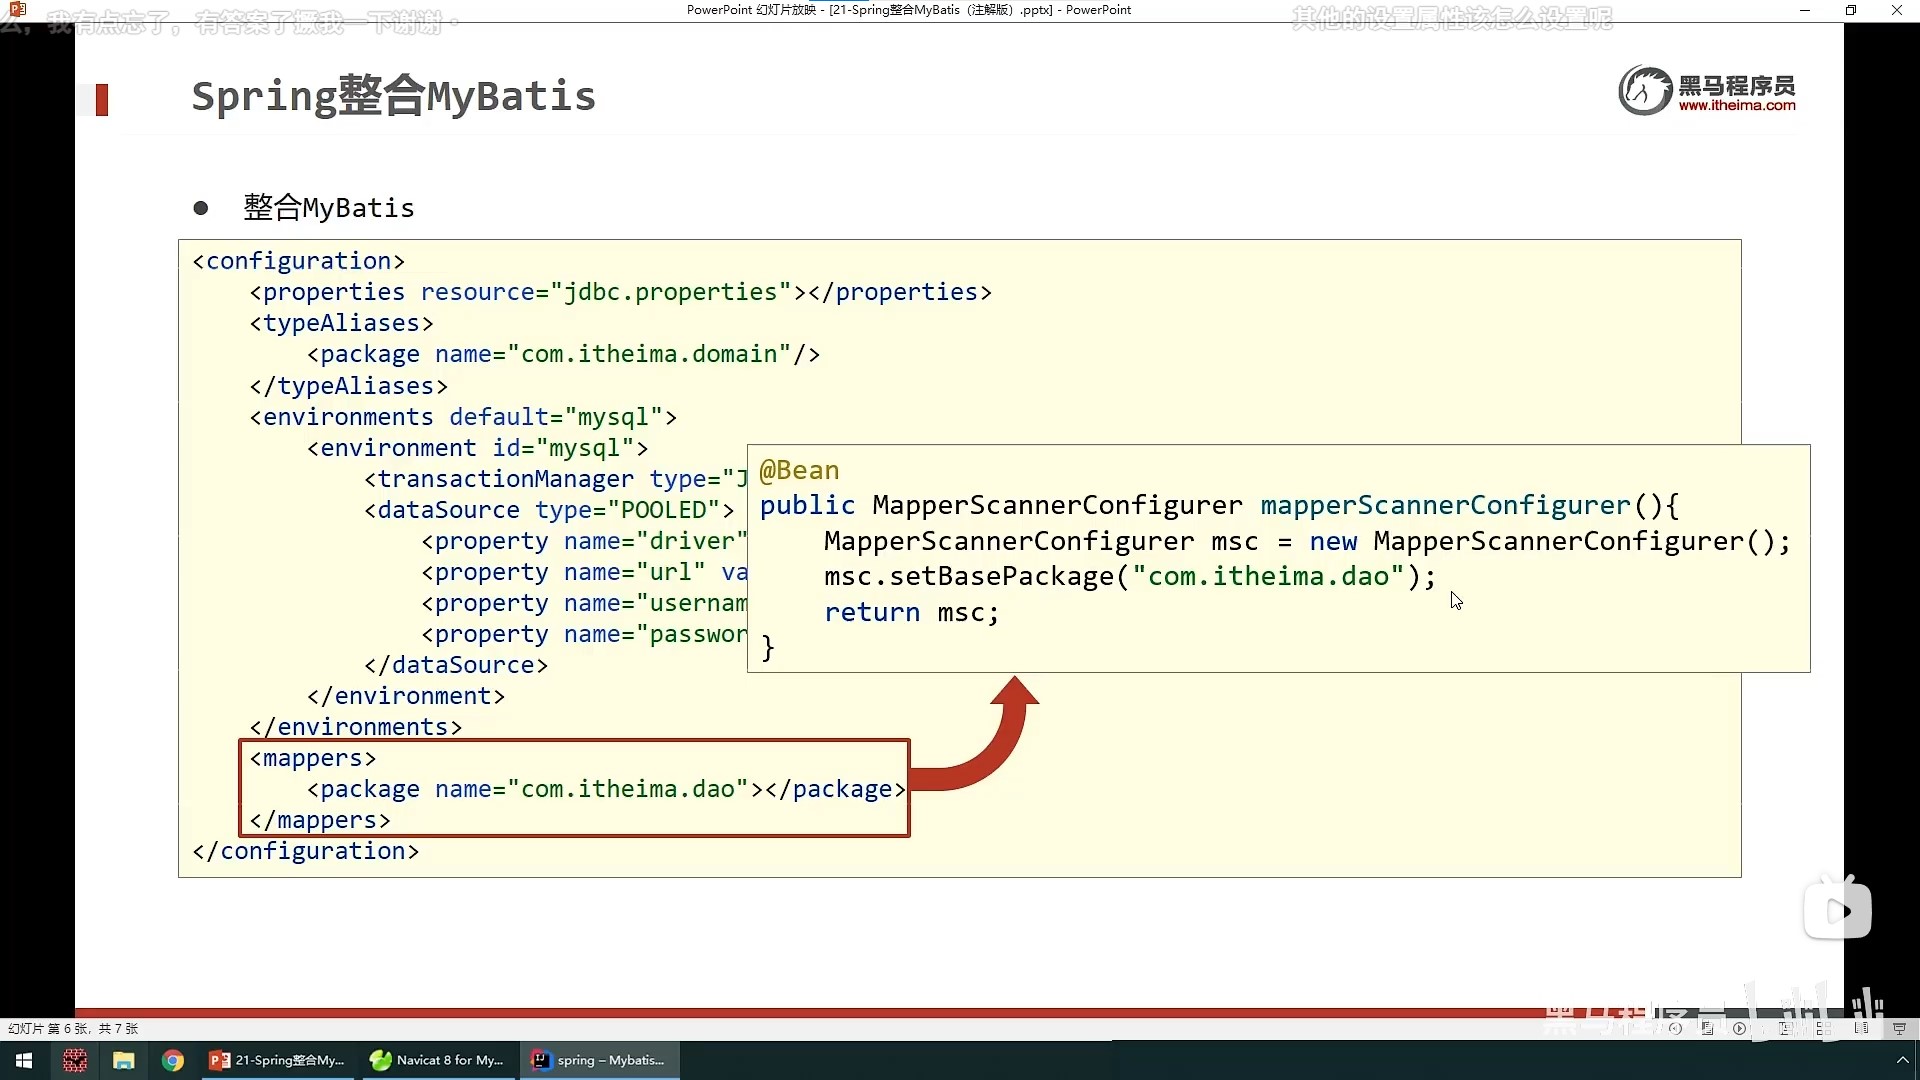 PowerPoint 幻灯片放映 - [21-Spring整合MyBatis（注解版）.pptx] - PowerPoint
么，我有点忘了，有答案了撅我一下谢谢。
其他的设置属性该怎么设置呢
Spring整合MyBatis
黑马程序员
www.itheima.com
● 整合MyBatis
<configuration>
<properties resource="jdbc.properties"></properties>
<typeAliases>
<package name="com.itheima.domain"/>
</typeAliases>
<environments default="mysql">
<environment id="mysql">
<transactionManager type="J
<dataSource type="POOLED">
<property name="driver"
<property name="url" va
<property name="usernam
<property name="passwor
</dataSource>
</environment>
</environments>
<mappers>
<package name="com.itheima.dao"></package>
</mappers>
</configuration>
@Bean
public MapperScannerConfigurer mapperScannerConfigurer(){
MapperScannerConfigurer msc = new MapperScannerConfigurer();
msc.setBasePackage("com.itheima.dao");
return msc;
}
黑马程序员
幻灯片 第 6 张，共 7 张
21-Spring整合My...
Navicat 8 for My...
spring – Mybatis...